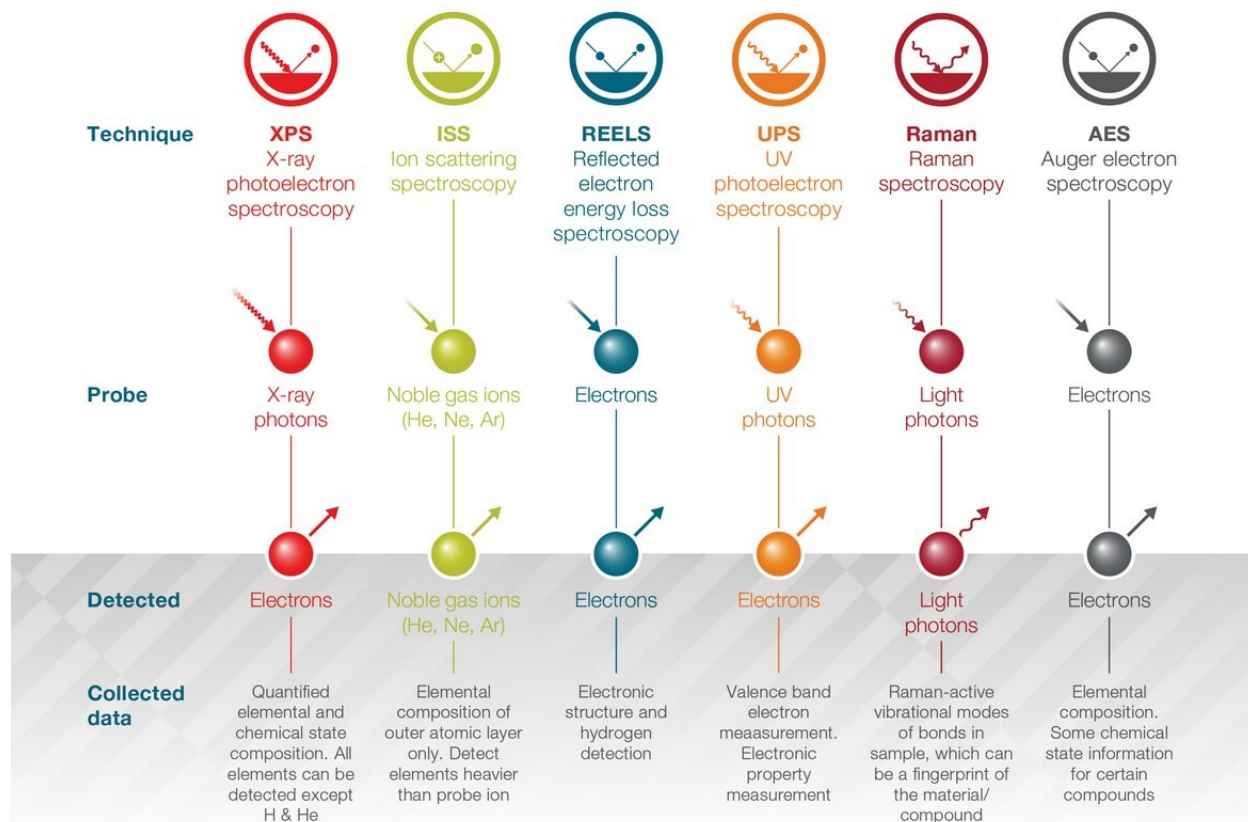 Technique
XPS
X-ray
photoelectron
spectroscopy
ISS
Ion scattering
spectroscopy
REELS
Reflected
electron
energy loss
spectroscopy
UPS
UV
photoelectron
spectroscopy
Raman
Raman
spectroscopy
AES
Auger electron
spectroscopy
Probe
X-ray
photons
Noble gas ions
(He, Ne, Ar)
Electrons
UV
photons
Light
photons
Electrons
Detected
Electrons
Noble gas ions
(He, Ne, Ar)
Electrons
Electrons
Light
photons
Electrons
Collected
data
Quantified
elemental and
chemical state
composition. All
elements can be
detected except
H & He
Elemental
composition of
outer atomic layer
only. Detect
elements heavier
than probe ion
Electronic
structure and
hydrogen
detection
Valence band
electron
meaasurement.
Electronic
property
measurement
Raman-active
vibrational modes
of bonds in
sample, which can
be a fingerprint of
the material/
compound
Elemental
composition.
Some chemical
state information
for certain
compounds